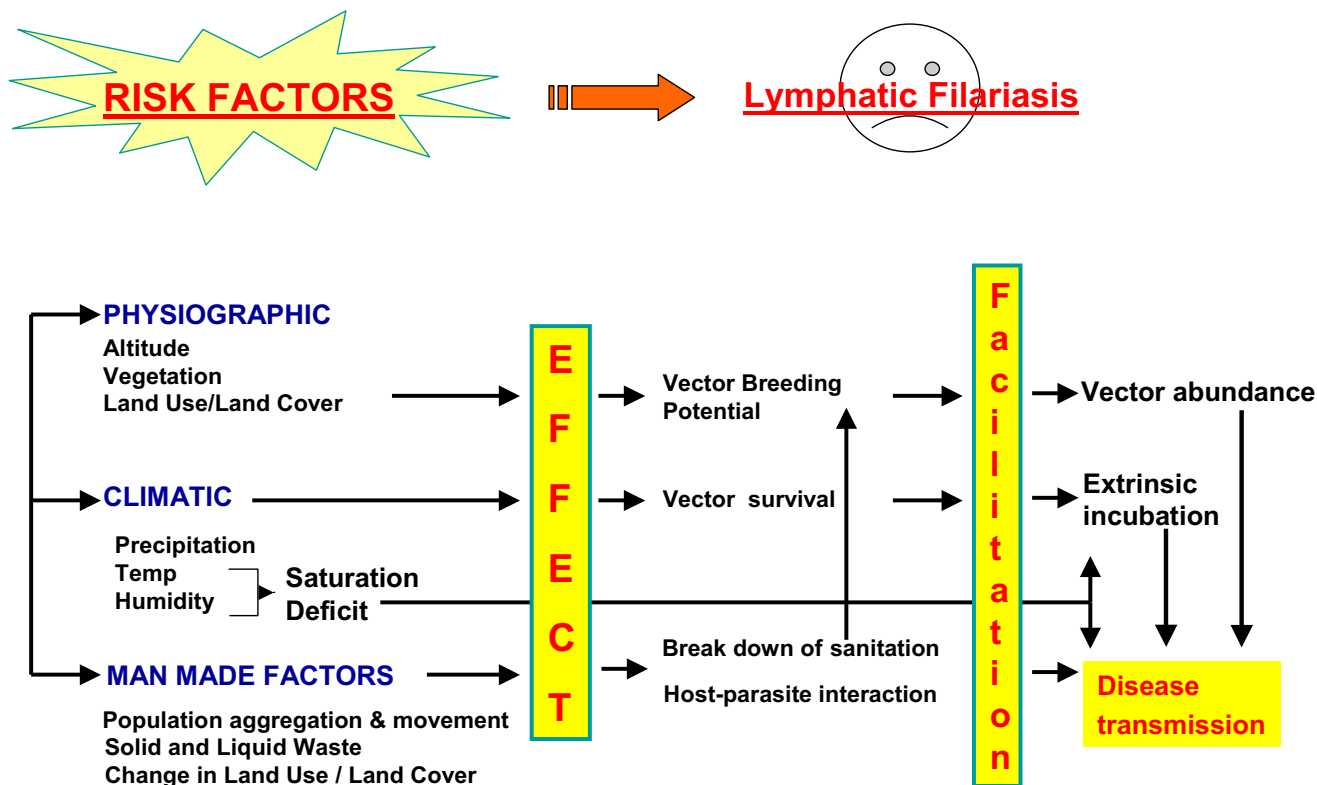 RISK FACTORS
Lymphatic Filariasis
PHYSIOGRAPHIC
Altitude
Vegetation
Land Use/Land Cover
CLIMATIC
Precipitation
Temp
Humidity
Saturation
Deficit
MAN MADE FACTORS
Population aggregation & movement
Solid and Liquid Waste
Change in Land Use / Land Cover
E
F
F
E
C
T
Vector Breeding
Potential
Vector survival
Break down of sanitation
Host-parasite interaction
F
a
c
i
l
i
t
a
t
i
o
n
Vector abundance
Extrinsic
incubation
Disease
transmission